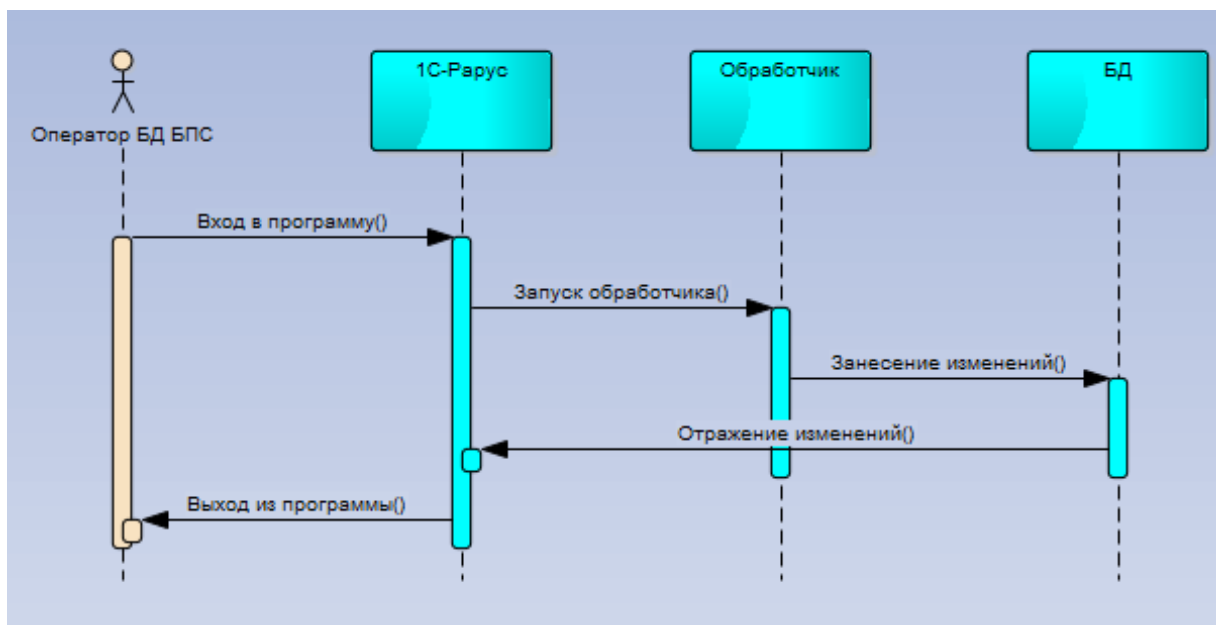 1С-Рарус
Обработчик
БД
Оператор БД БПС
Вход в программу()
Запуск обработчика()
Занесение изменений()
Отражение изменений()
Выход из программы()